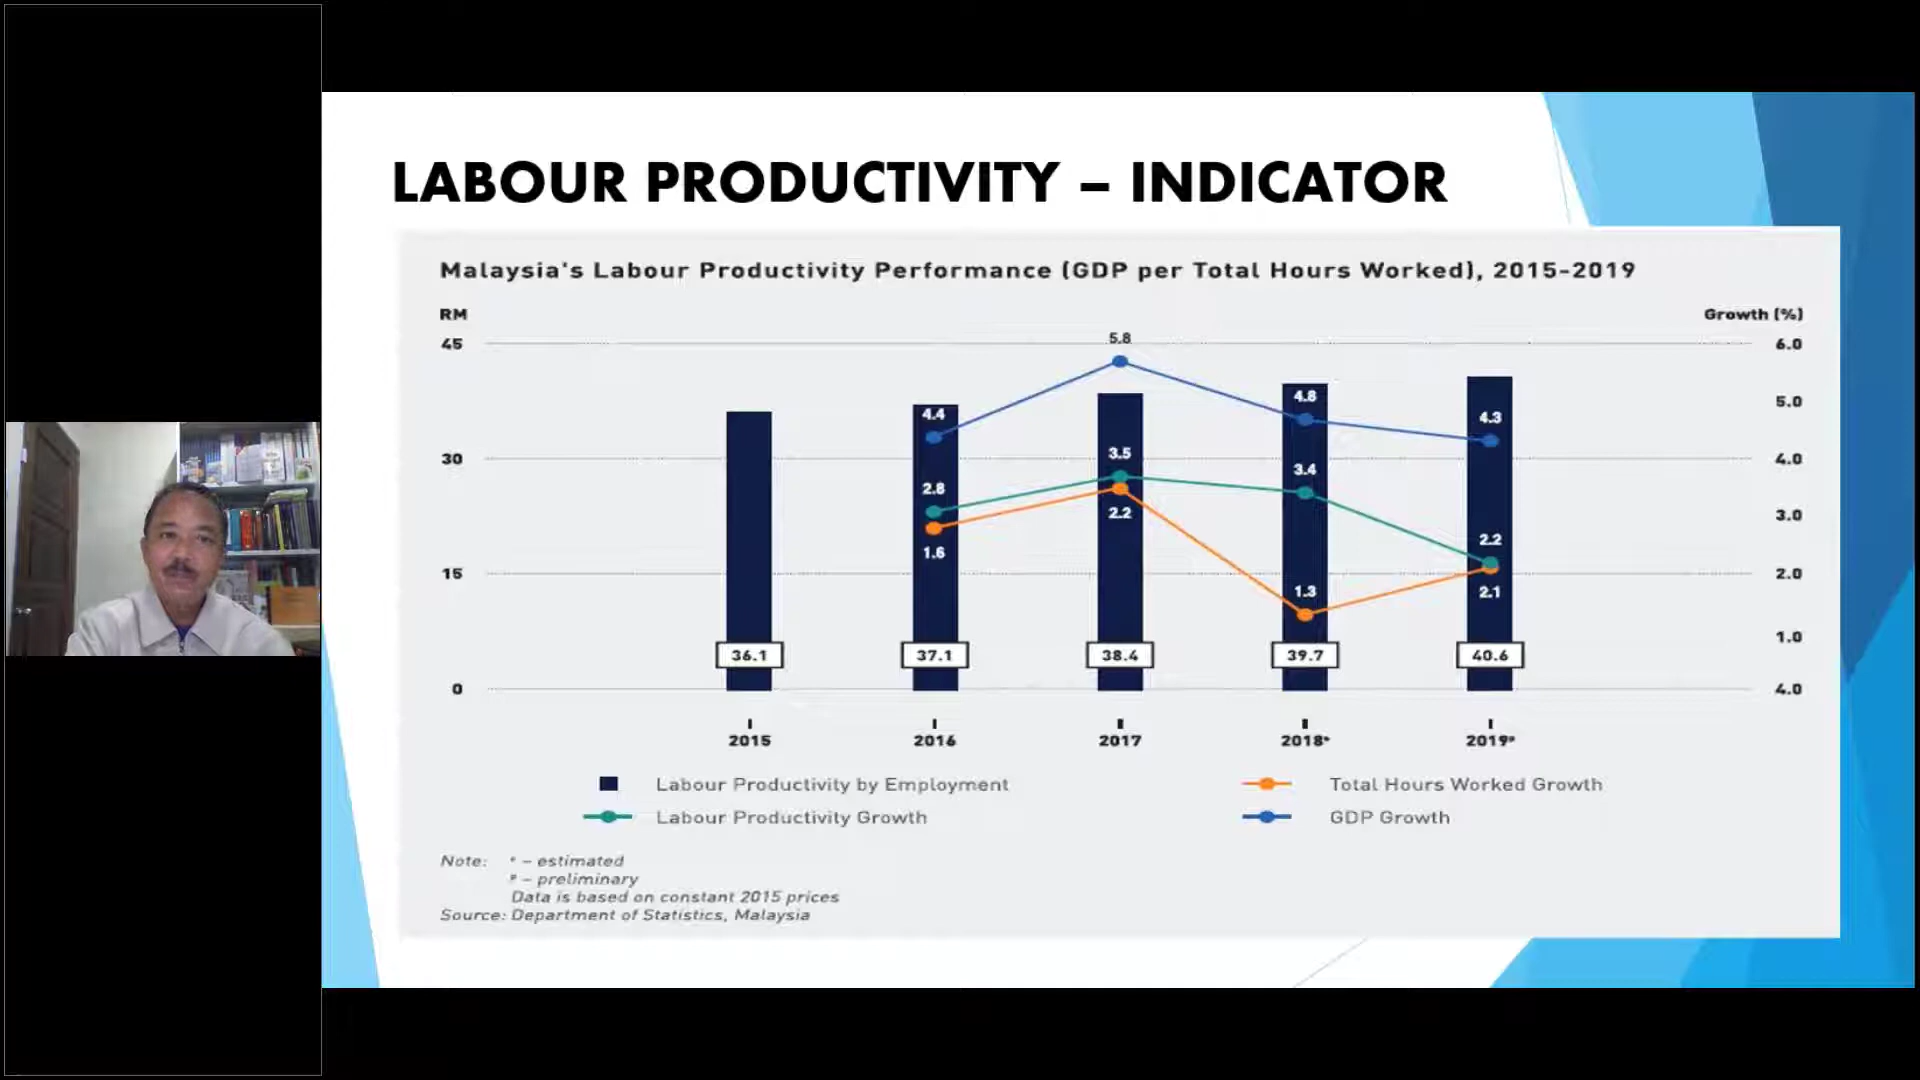 LABOUR PRODUCTIVITY – INDICATOR
Malaysia's Labour Productivity Performance (GDP per Total Hours Worked), 2015-2019
RM
Growth (%)
45
5.8
6.0
4.4
4.8
4.3
5.0
30
3.5
3.4
4.0
2.8
2.2
2.2
3.0
1.6
15
1.3
2.1
2.0
1.0
36.1
37.1
38.4
39.7
40.6
0
4.0
2015
2016
2017
2018ᵉ
2019ᵖ
Labour Productivity by Employment
Total Hours Worked Growth
Labour Productivity Growth
GDP Growth
Note: ᵉ – estimated
ᵖ – preliminary
Data is based on constant 2015 prices
Source: Department of Statistics, Malaysia